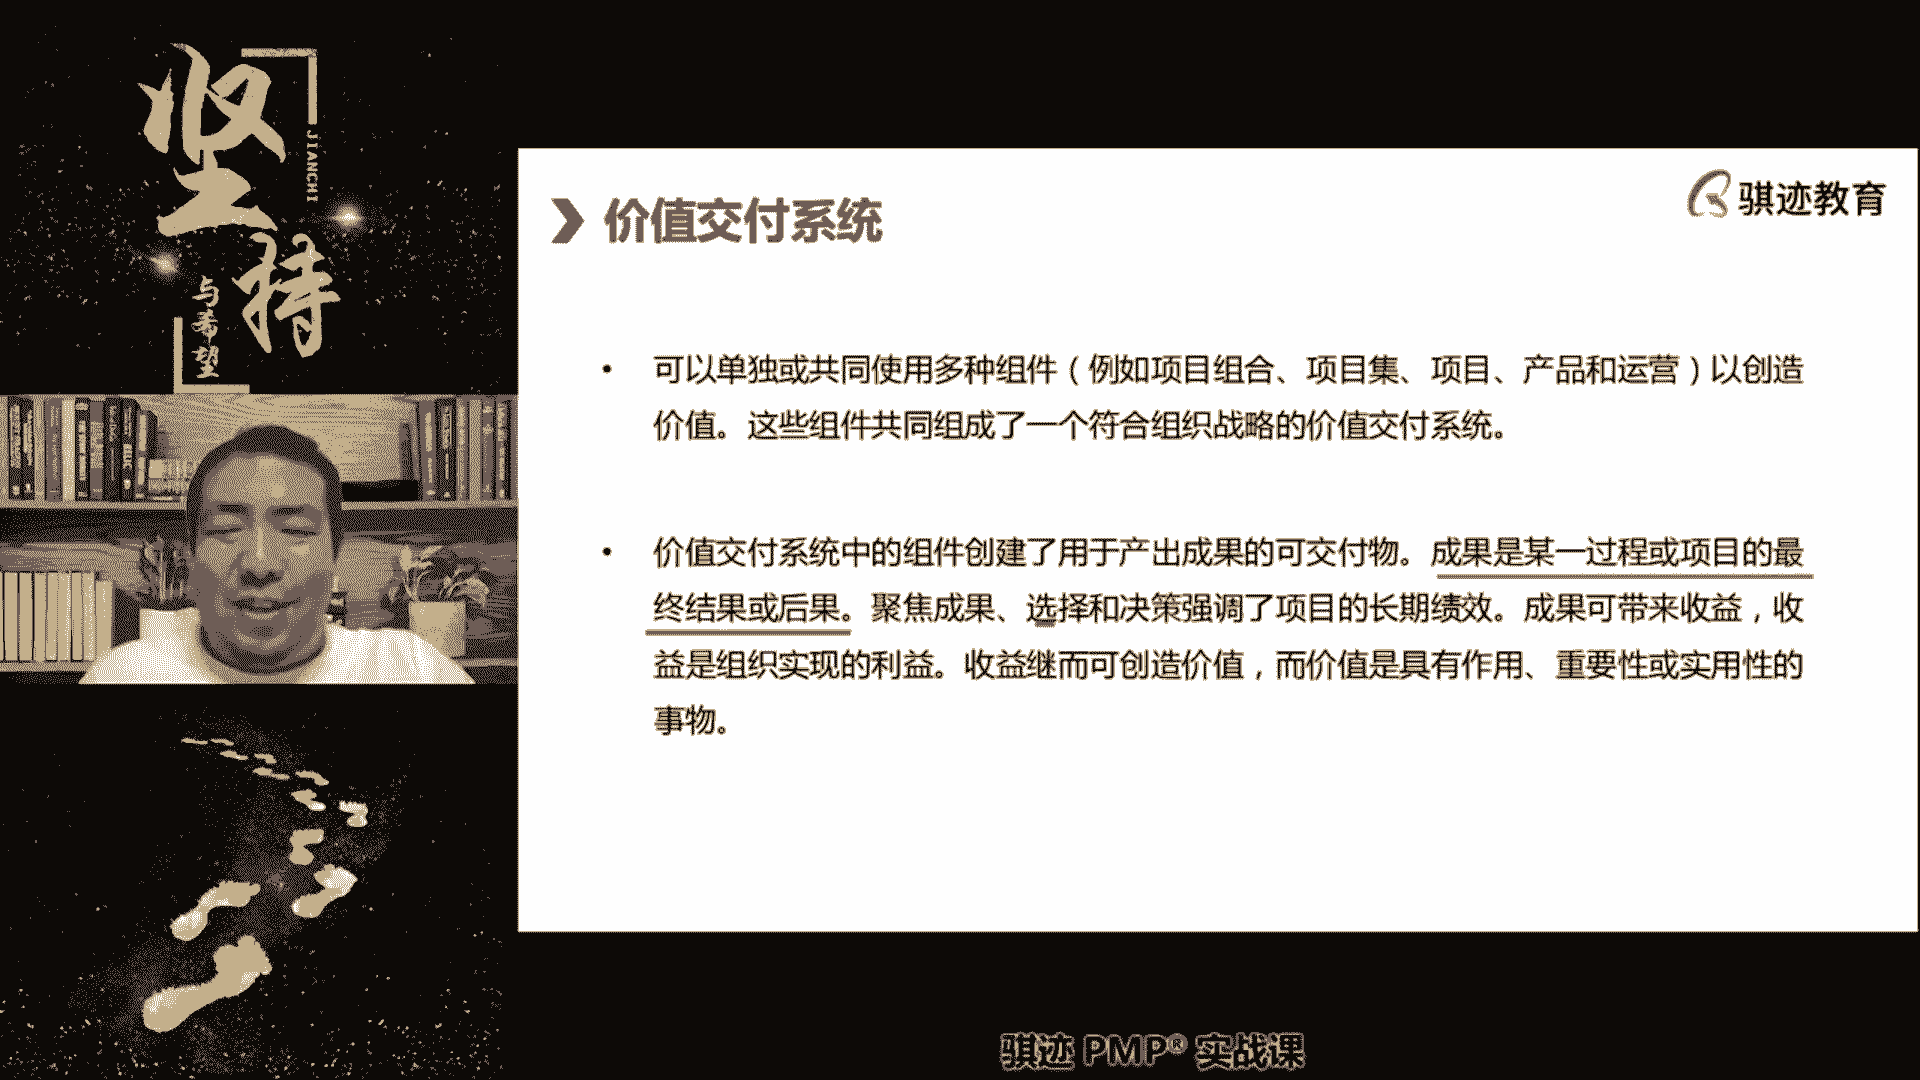 坚持
JIANCHI
与希望
骐迹教育
价值交付系统
• 可以单独或共同使用多种组件（例如项目组合、项目集、项目、产品和运营）以创造
价值。这些组件共同组成了一个符合组织战略的价值交付系统。
• 价值交付系统中的组件创建了用于产出成果的可交付物。成果是某一过程或项目的最
终结果或后果。聚焦成果、选择和决策强调了项目的长期绩效。成果可带来收益，收
益是组织实现的利益。收益继而可创造价值，而价值是具有作用、重要性或实用性的
事物。
骐迹 PMP® 实战课